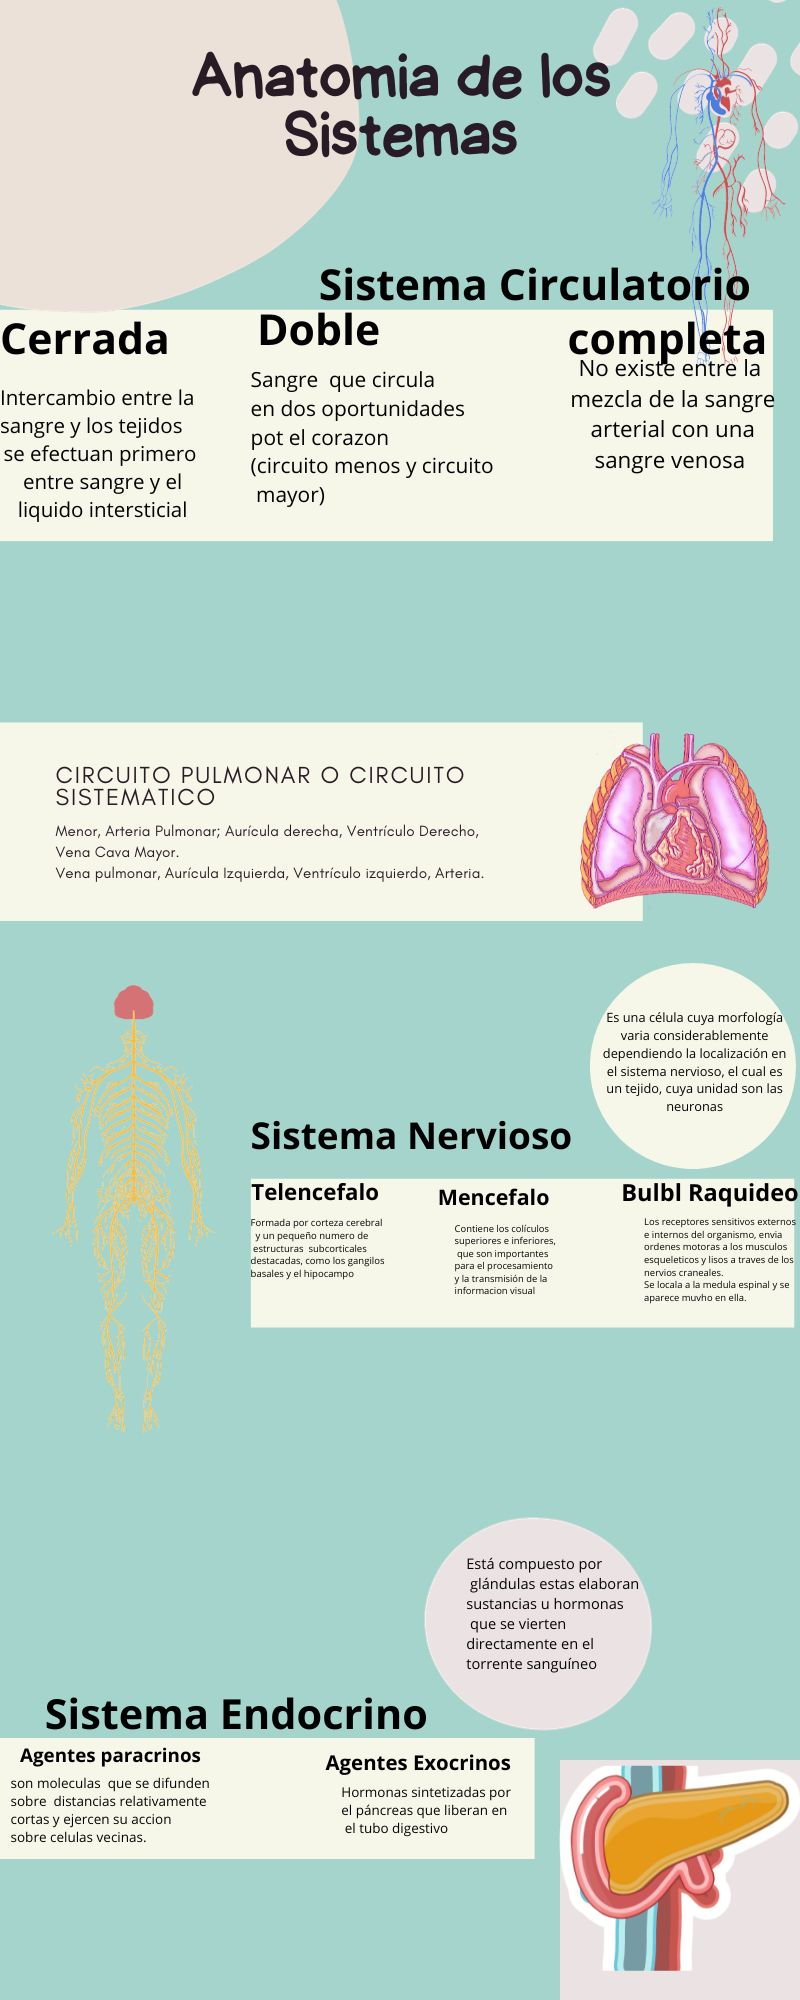 Anatomia de los
Sistemas
Sistema Circulatorio
Cerrada
Intercambio entre la
sangre y los tejidos
se efectuan primero
entre sangre y el
liquido intersticial
Doble
Sangre que circula
en dos oportunidades
pot el corazon
(circuito menos y circuito
mayor)
completa
No existe entre la
mezcla de la sangre
arterial con una
sangre venosa
CIRCUITO PULMONAR O CIRCUITO
SISTEMATICO
Menor, Arteria Pulmonar; Aurícula derecha, Ventrículo Derecho,
Vena Cava Mayor.
Vena pulmonar, Aurícula Izquierda, Ventrículo izquierdo, Arteria.
Es una célula cuya morfología
varia considerablemente
dependiendo la localización en
el sistema nervioso, el cual es
un tejido, cuya unidad son las
neuronas
Sistema Nervioso
Telencefalo
Formada por corteza cerebral
y un pequeño numero de
estructuras subcorticales
destacadas, como los gangilos
basales y el hipocampo
Mencefalo
Contiene los colículos
superiores e inferiores,
que son importantes
para el procesamiento
y la transmisión de la
informacion visual
Bulbl Raquideo
Los receptores sensitivos externos
e internos del organismo, envia
ordenes motoras a los musculos
esqueleticos y lisos a traves de los
nervios craneales.
Se locala a la medula espinal y se
aparece muvho en ella.
Está compuesto por
glándulas estas elaboran
sustancias u hormonas
que se vierten
directamente en el
torrente sanguíneo
Sistema Endocrino
Agentes paracrinos
son moleculas que se difunden
sobre distancias relativamente
cortas y ejercen su accion
sobre celulas vecinas.
Agentes Exocrinos
Hormonas sintetizadas por
el páncreas que liberan en
el tubo digestivo